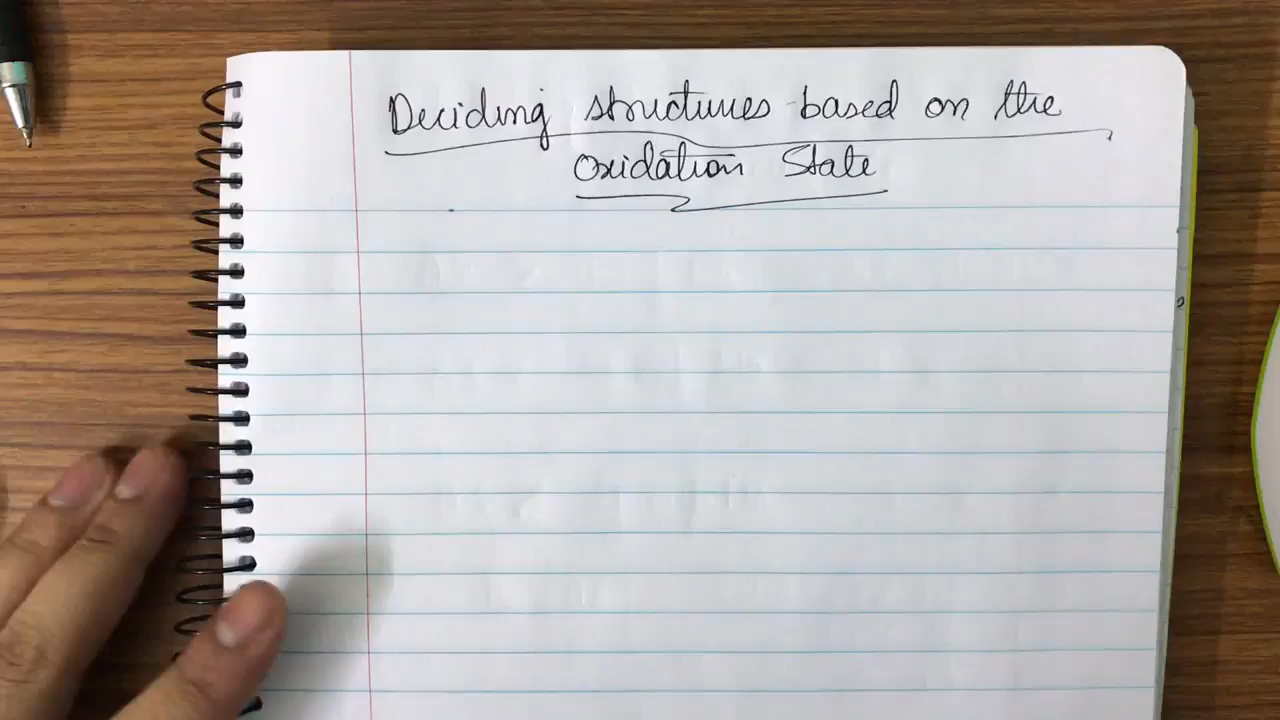 Deciding structures based on the
Oxidation State